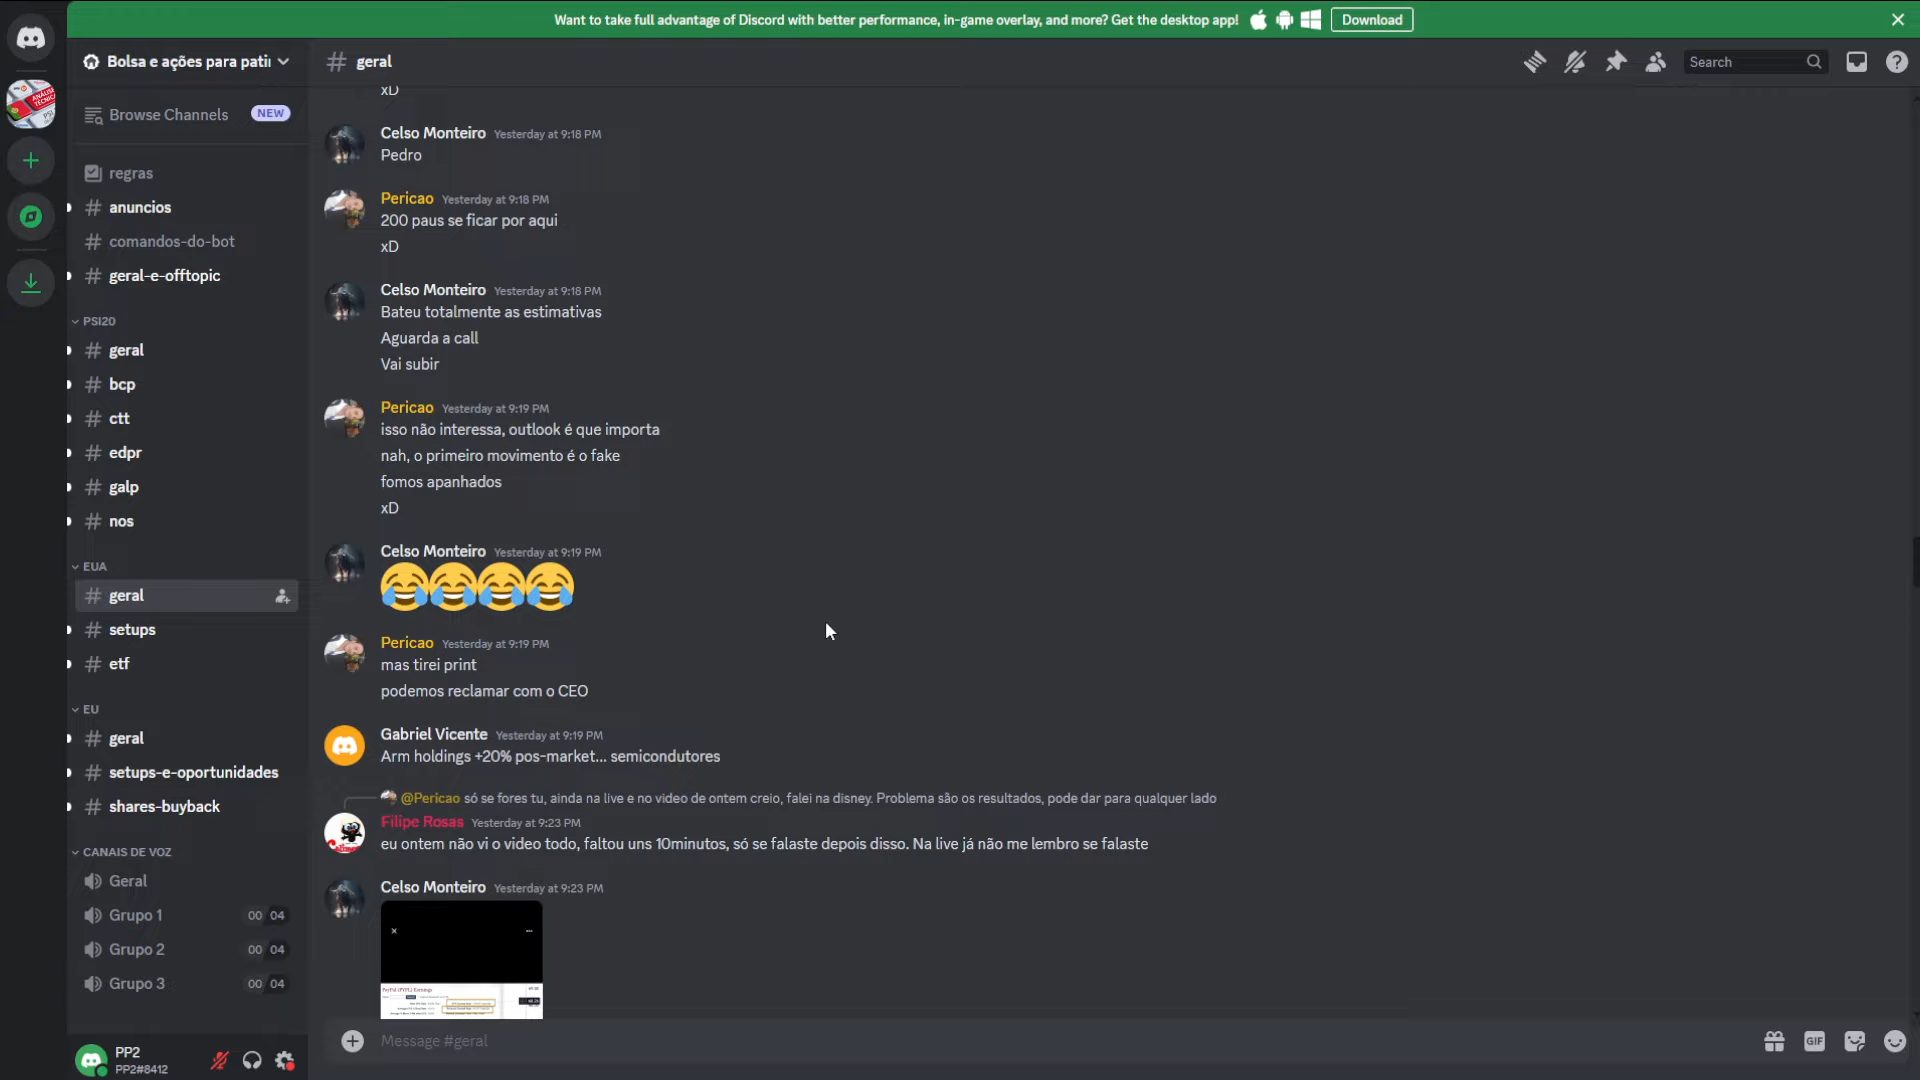 Want to take full advantage of Discord with better performance, in-game overlay, and more? Get the desktop app!
Download
Bolsa e ações para patii
Browse Channels
NEW
regras
anuncios
comandos-do-bot
geral-e-offtopic
PSI20
geral
bcp
ctt
edpr
galp
nos
EUA
geral
setups
etf
EU
geral
setups-e-oportunidades
shares-buyback
CANAIS DE VOZ
Geral
Grupo 1 00 04
Grupo 2 00 04
Grupo 3 00 04
PP2
PP2#8412
geral
Search
xD
Celso Monteiro Yesterday at 9:18 PM
Pedro
Pericao Yesterday at 9:18 PM
200 paus se ficar por aqui
xD
Celso Monteiro Yesterday at 9:18 PM
Bateu totalmente as estimativas
Aguarda a call
Vai subir
Pericao Yesterday at 9:19 PM
isso não interessa, outlook é que importa
nah, o primeiro movimento é o fake
fomos apanhados
xD
Celso Monteiro Yesterday at 9:19 PM
Pericao Yesterday at 9:19 PM
mas tirei print
podemos reclamar com o CEO
Gabriel Vicente Yesterday at 9:19 PM
Arm holdings +20% pos-market... semicondutores
@Pericao só se fores tu, ainda na live e no video de ontem creio, falei na disney. Problema são os resultados, pode dar para qualquer lado
Filipe Rosas Yesterday at 9:23 PM
eu ontem não vi o video todo, faltou uns 10minutos, só se falaste depois disso. Na live já não me lembro se falaste
Celso Monteiro Yesterday at 9:23 PM
PayPal (PYPL) Earnings
Message #geral
GIF